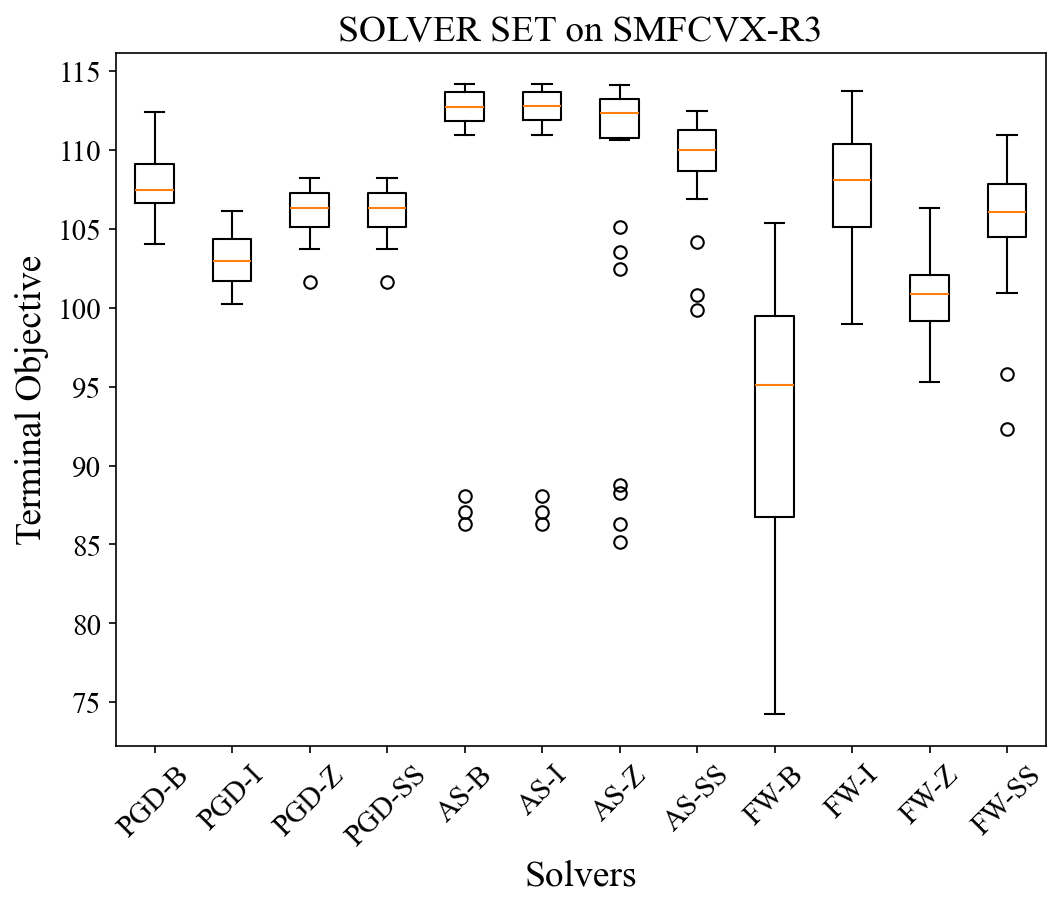 SOLVER SET on SMFCVX-R3
Terminal Objective
115
110
105
100
95
90
85
80
75
PGD-B
PGD-I
PGD-Z
PGD-SS
AS-B
AS-I
AS-Z
AS-SS
FW-B
FW-I
FW-Z
FW-SS
Solvers